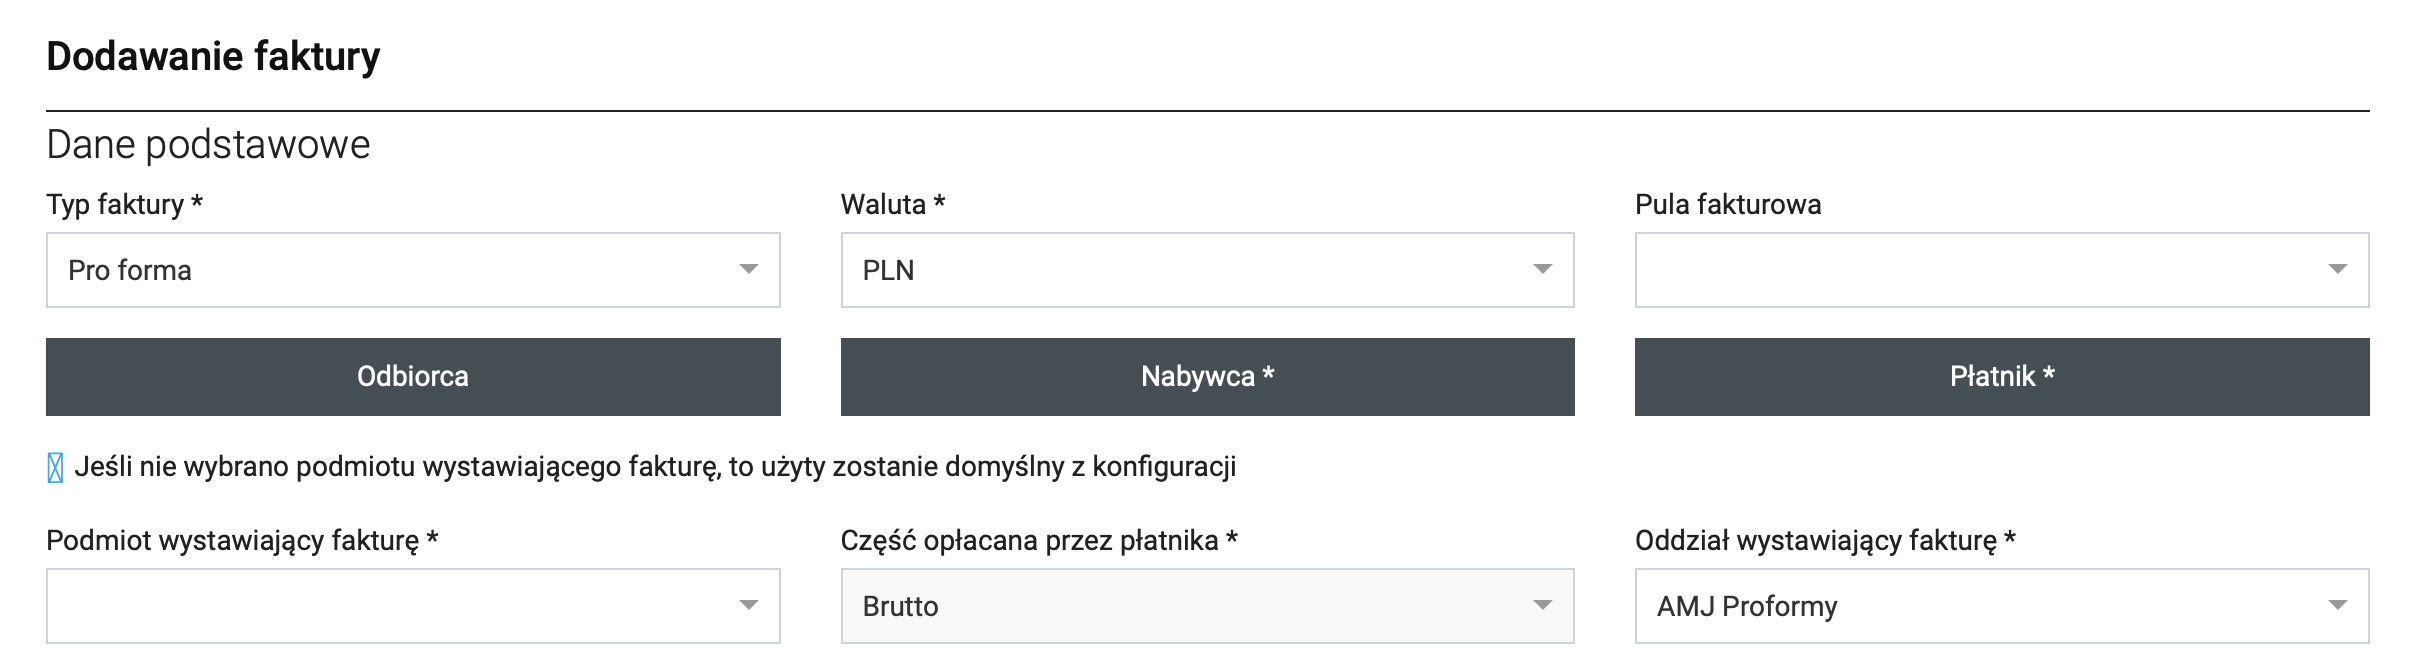 Dodawanie faktury
Dane podstawowe
Typ faktury * Waluta * Pula fakturowa
Pro forma PLN
Odbiorca Nabywca * Płatnik *
Jeśli nie wybrano podmiotu wystawiającego fakturę, to użyty zostanie domyślny z konfiguracji
Podmiot wystawiający fakturę * Część opłacana przez płatnika * Oddział wystawiający fakturę *
Brutto AMJ Proformy